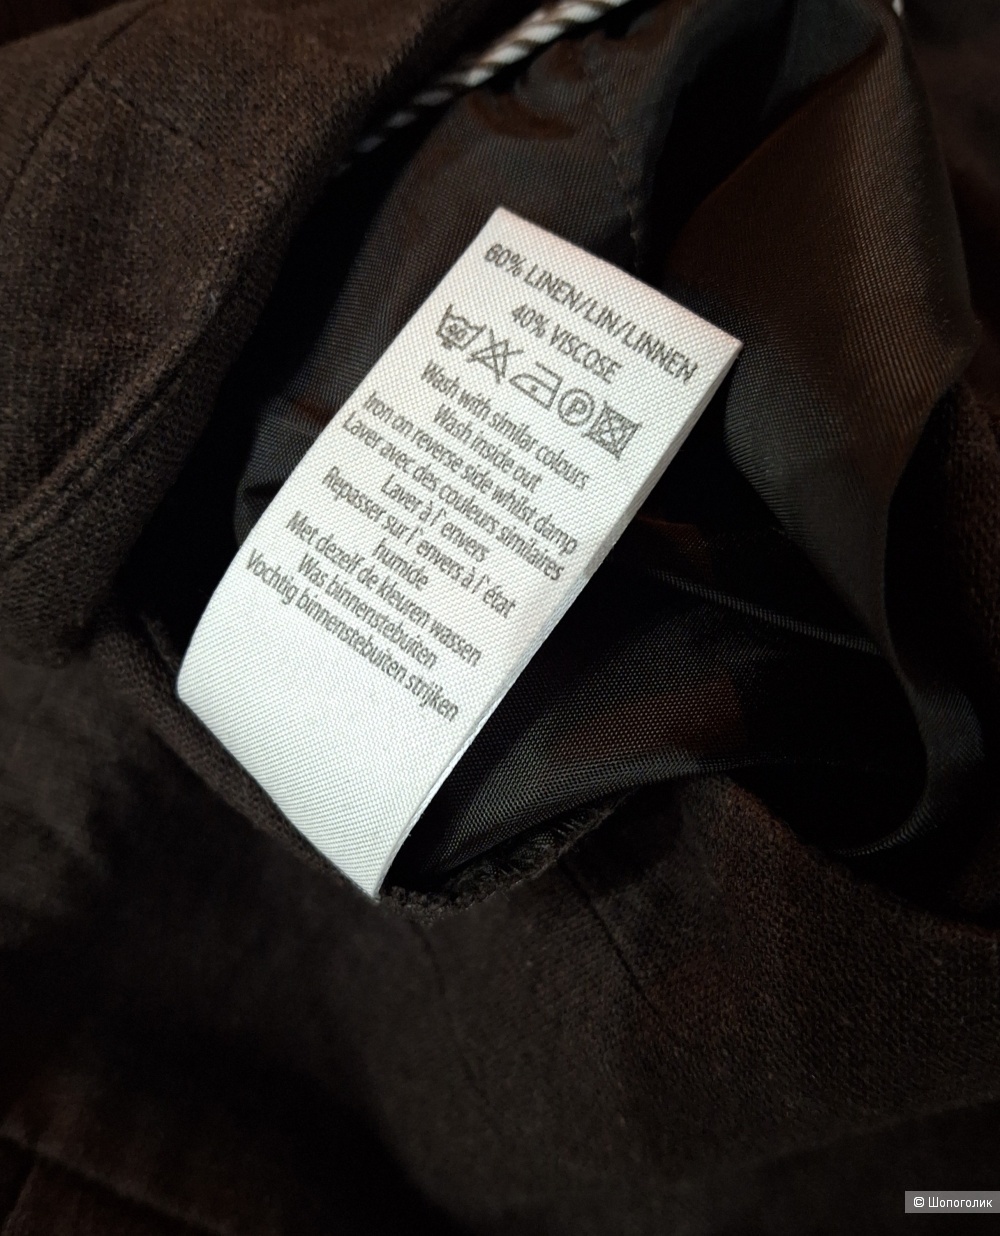 60% LINEN/LIN/LINNEN
40% VISCOSE
40 P
Wash with similar colours
Wash inside out
Iron on reverse side whilst damp
Laver avec des couleurs similaires
Laver à l'envers
Repasser sur l'envers à l'état
humide
Met dezelf de kleuren wassen
Was binnenstebuiten
Vochtig binnenstebuiten strijken
© Шопоголик